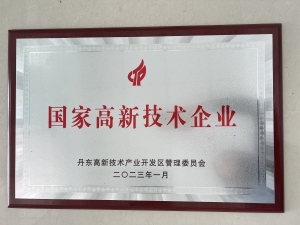 国家高新技术企业
丹东高新技术产业开发区管理委员会
二〇二三年一月